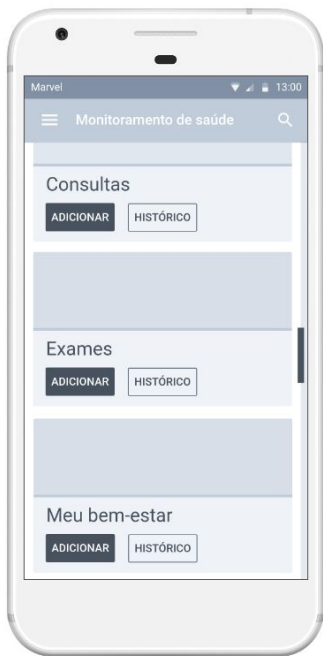 Marvel 13:00
Monitoramento de saúde
Consultas
ADICIONAR HISTÓRICO
Exames
ADICIONAR HISTÓRICO
Meu bem-estar
ADICIONAR HISTÓRICO